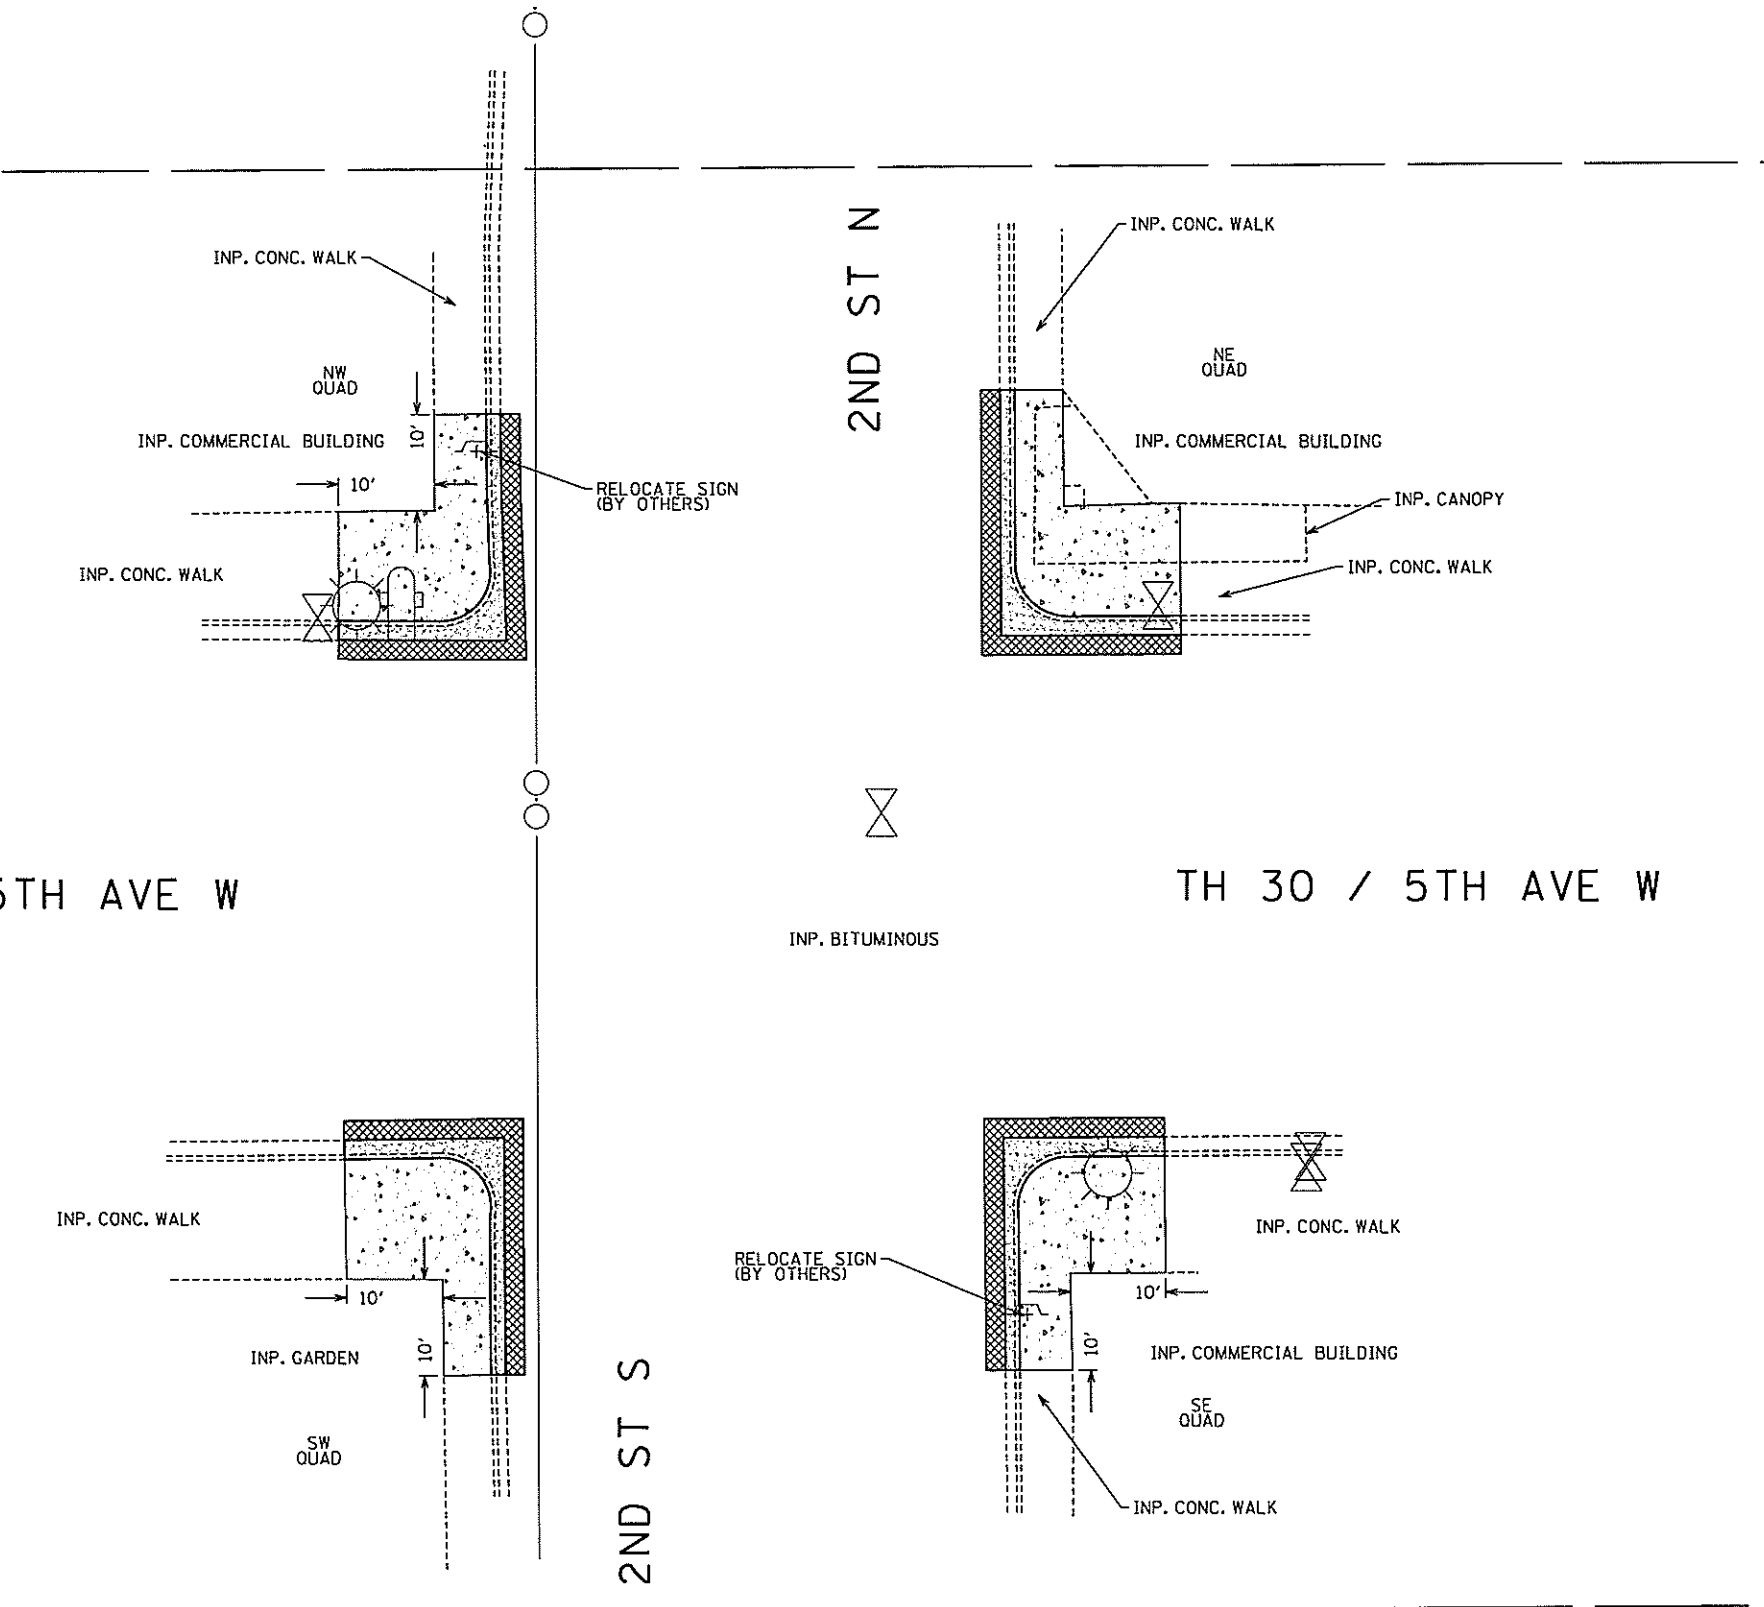 2ND ST N
INP. CONC. WALK
INP. CONC. WALK
NW
QUAD
NE
QUAD
INP. COMMERCIAL BUILDING
10'
INP. COMMERCIAL BUILDING
10'
RELOCATE SIGN
(BY OTHERS)
INP. CANOPY
INP. CONC. WALK
INP. CONC. WALK
5TH AVE W
TH 30 / 5TH AVE W
INP. BITUMINOUS
INP. CONC. WALK
INP. CONC. WALK
RELOCATE SIGN
(BY OTHERS)
10'
10'
INP. GARDEN
10'
10'
INP. COMMERCIAL BUILDING
2ND ST S
SE
QUAD
SW
QUAD
INP. CONC. WALK